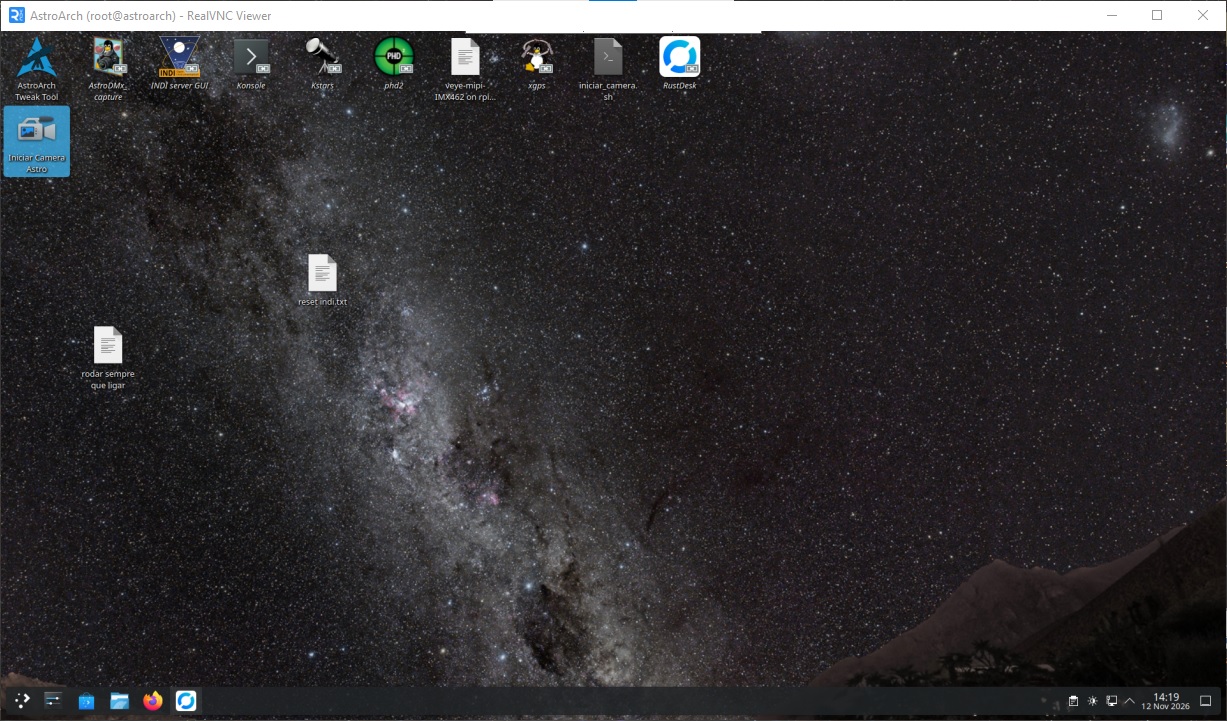 AstroArch (root@astroarch) - RealVNC Viewer
AstroArch
Tweak Tool
AstroDMx_
capture
INDI
INDI server GUI
Konsole
Kstars
PHD
phd2
veye-mipi-
IMX462 on rpi...
xgps
iniciar_camera.
sh
RustDesk
Iniciar Camera
Astro
reset indi.txt
rodar sempre
que ligar
14:19
12 Nov 2026